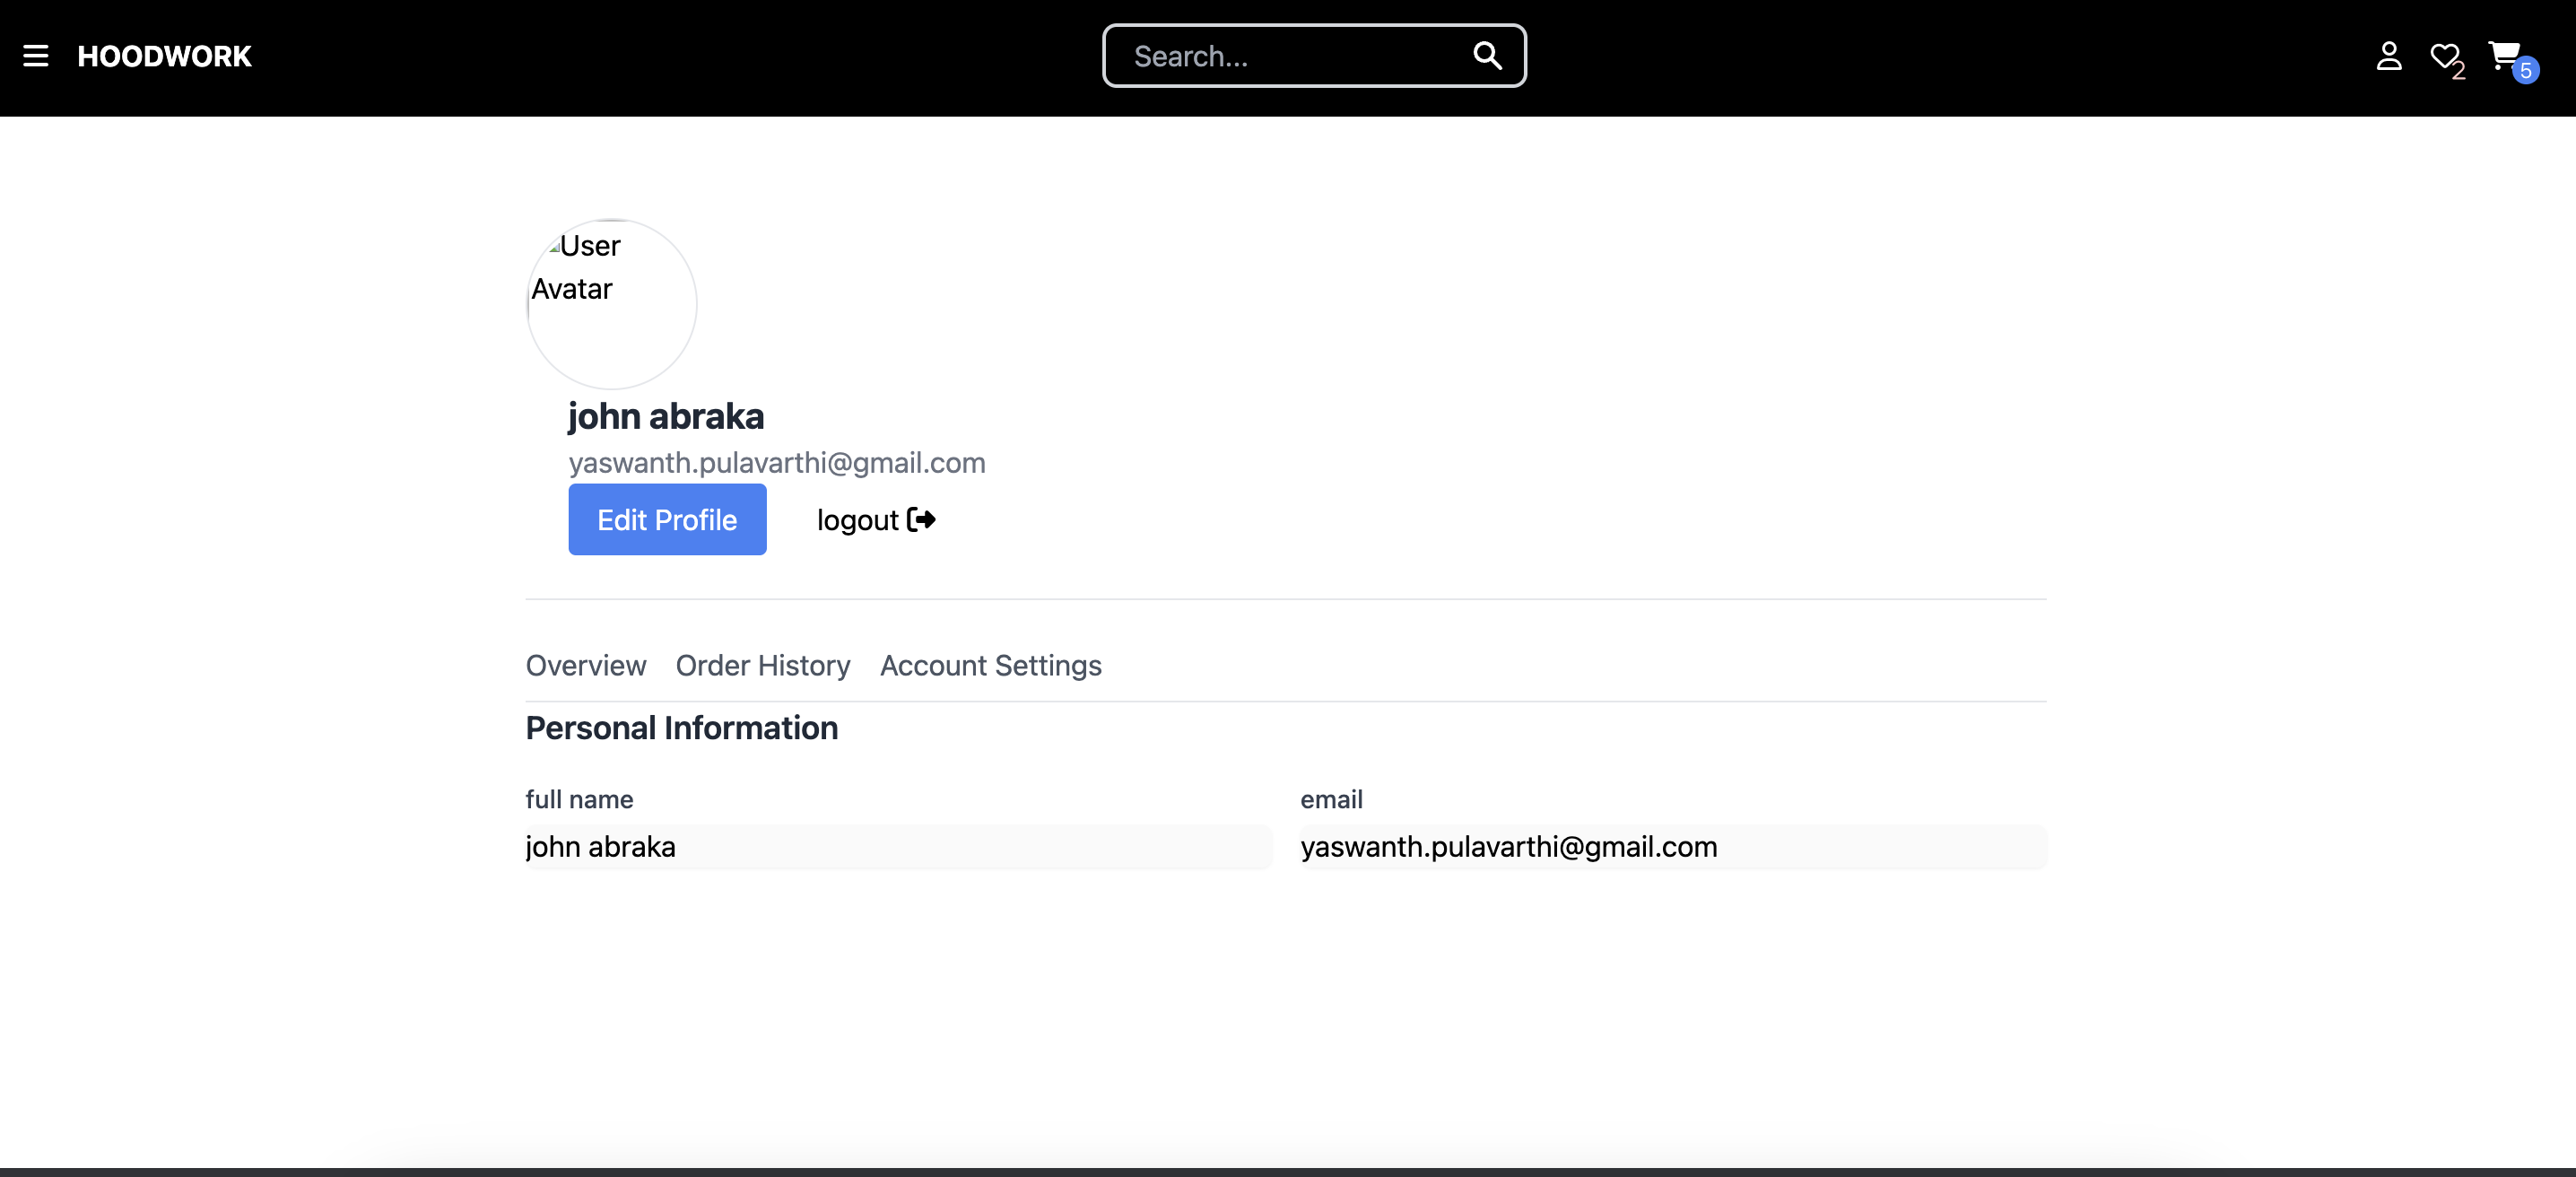 HOODWORK
Search...
2
5
User
Avatar
john abraka
yaswanth.pulavarthi@gmail.com
Edit Profile
logout
Overview Order History Account Settings
Personal Information
full name
email
john abraka
yaswanth.pulavarthi@gmail.com